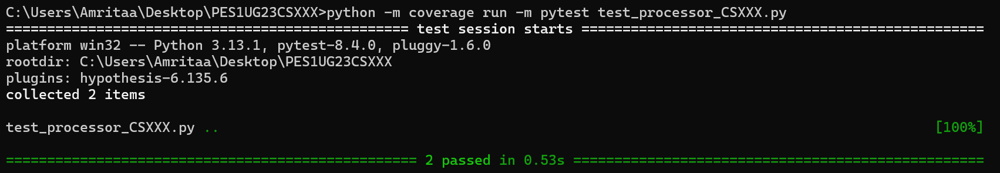 C:\Users\Amritaa\Desktop\PES1UG23CSXXX>python -m coverage run -m pytest test_processor_CSXXX.py
================================================= test session starts =================================================
platform win32 -- Python 3.13.1, pytest-8.4.0, pluggy-1.6.0
rootdir: C:\Users\Amritaa\Desktop\PES1UG23CSXXX
plugins: hypothesis-6.135.6
collected 2 items
test_processor_CSXXX.py .. [100%]
================================================== 2 passed in 0.53s ==================================================